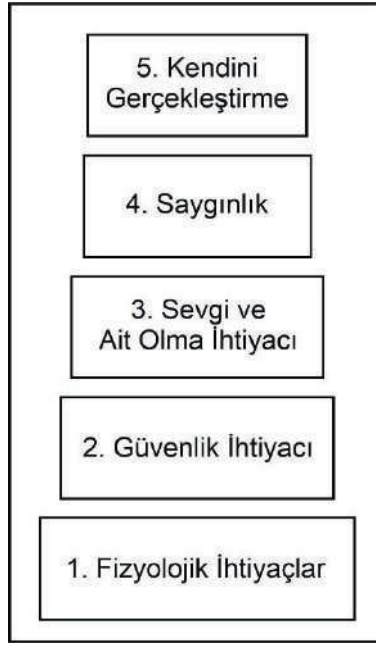 5. Kendini
Gerçekleştirme
4. Saygınlık
3. Sevgi ve
Ait Olma İhtiyacı
2. Güvenlik İhtiyacı
1. Fizyolojik İhtiyaçlar